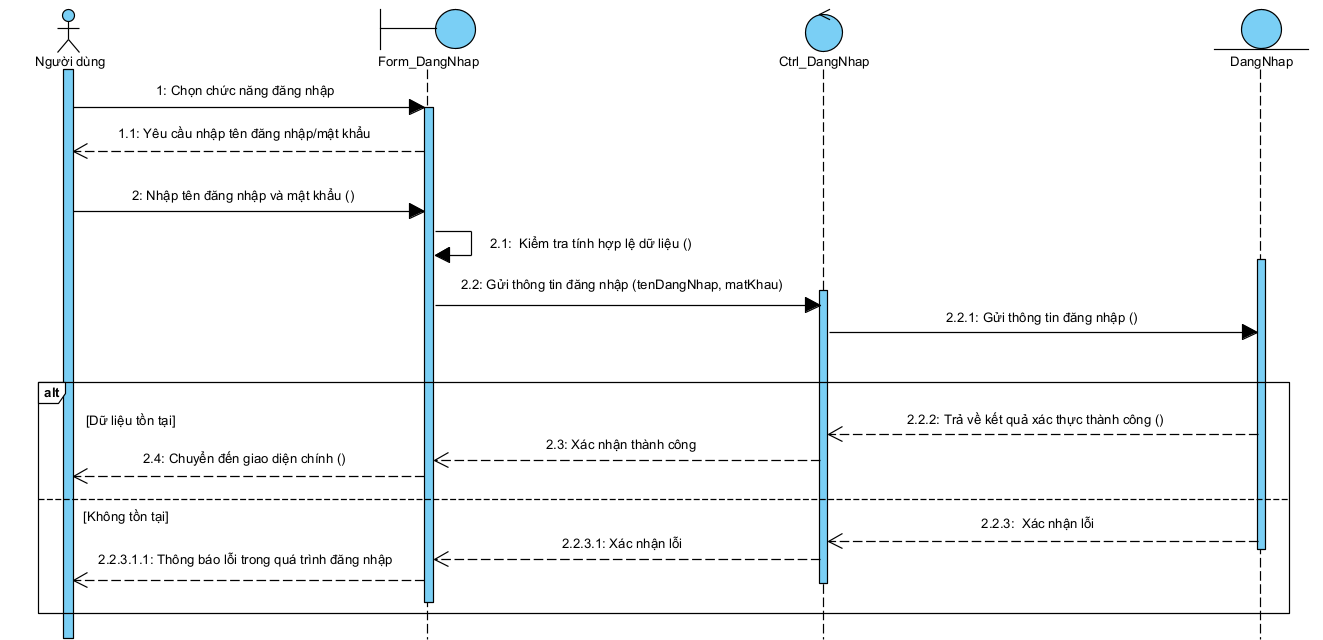 Người dùng
Form_DangNhap
Ctrl_DangNhap
DangNhap
1: Chọn chức năng đăng nhập
1.1: Yêu cầu nhập tên đăng nhập/mật khẩu
2: Nhập tên đăng nhập và mật khẩu ()
2.1:  Kiểm tra tính hợp lệ dữ liệu ()
2.2: Gửi thông tin đăng nhập (tenDangNhap, matKhau)
2.2.1: Gửi thông tin đăng nhập ()
alt
[Dữ liệu tồn tại]
2.2.2: Trả về kết quả xác thực thành công ()
2.3: Xác nhận thành công
2.4: Chuyển đến giao diện chính ()
[Không tồn tại]
2.2.3:  Xác nhận lỗi
2.2.3.1: Xác nhận lỗi
2.2.3.1.1: Thông báo lỗi trong quá trình đăng nhập